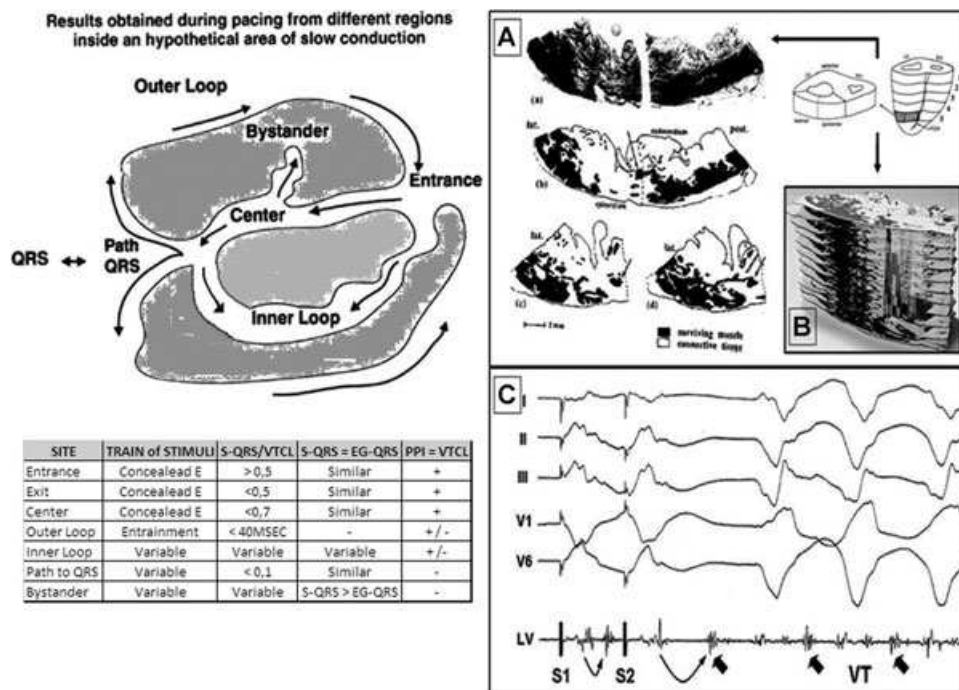 Results obtained during pacing from different regions
inside an hypothetical area of slow conduction
Outer Loop
Bystander
Entrance
Center
QRS
Path
QRS
Inner Loop
SITE TRAIN of STIMULI S-QRS/VTCL S-QRS = EG-QRS PPI = VTCL
Entrance Concealead E > 0,5 Similar +
Exit Concealead E <0,5 Similar +
Center Concealead E <0,7 Similar +
Outer Loop Entrainment < 40MSEC - + / -
Inner Loop Variable Variable Variable +/-
Path to QRS Variable < 0,1 Similar -
Bystander Variable Variable S-QRS > EG-QRS -
A
(a)
lat.
post.
(b)
lat.
lat.
(c)
(d)
surviving muscle
connective tissue
B
C
I
II
III
V1
V6
LV
S1 S2 VT